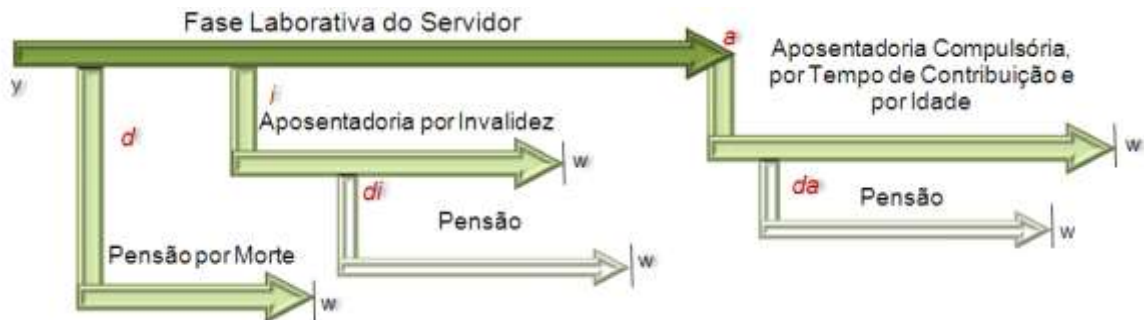 Fase Laborativa do Servidor
a
Aposentadoria Compulsória,
por Tempo de Contribuição e
por Idade
y
i
d
Aposentadoria por Invalidez
w
w
di
da
Pensão
Pensão
w
w
Pensão por Morte
w